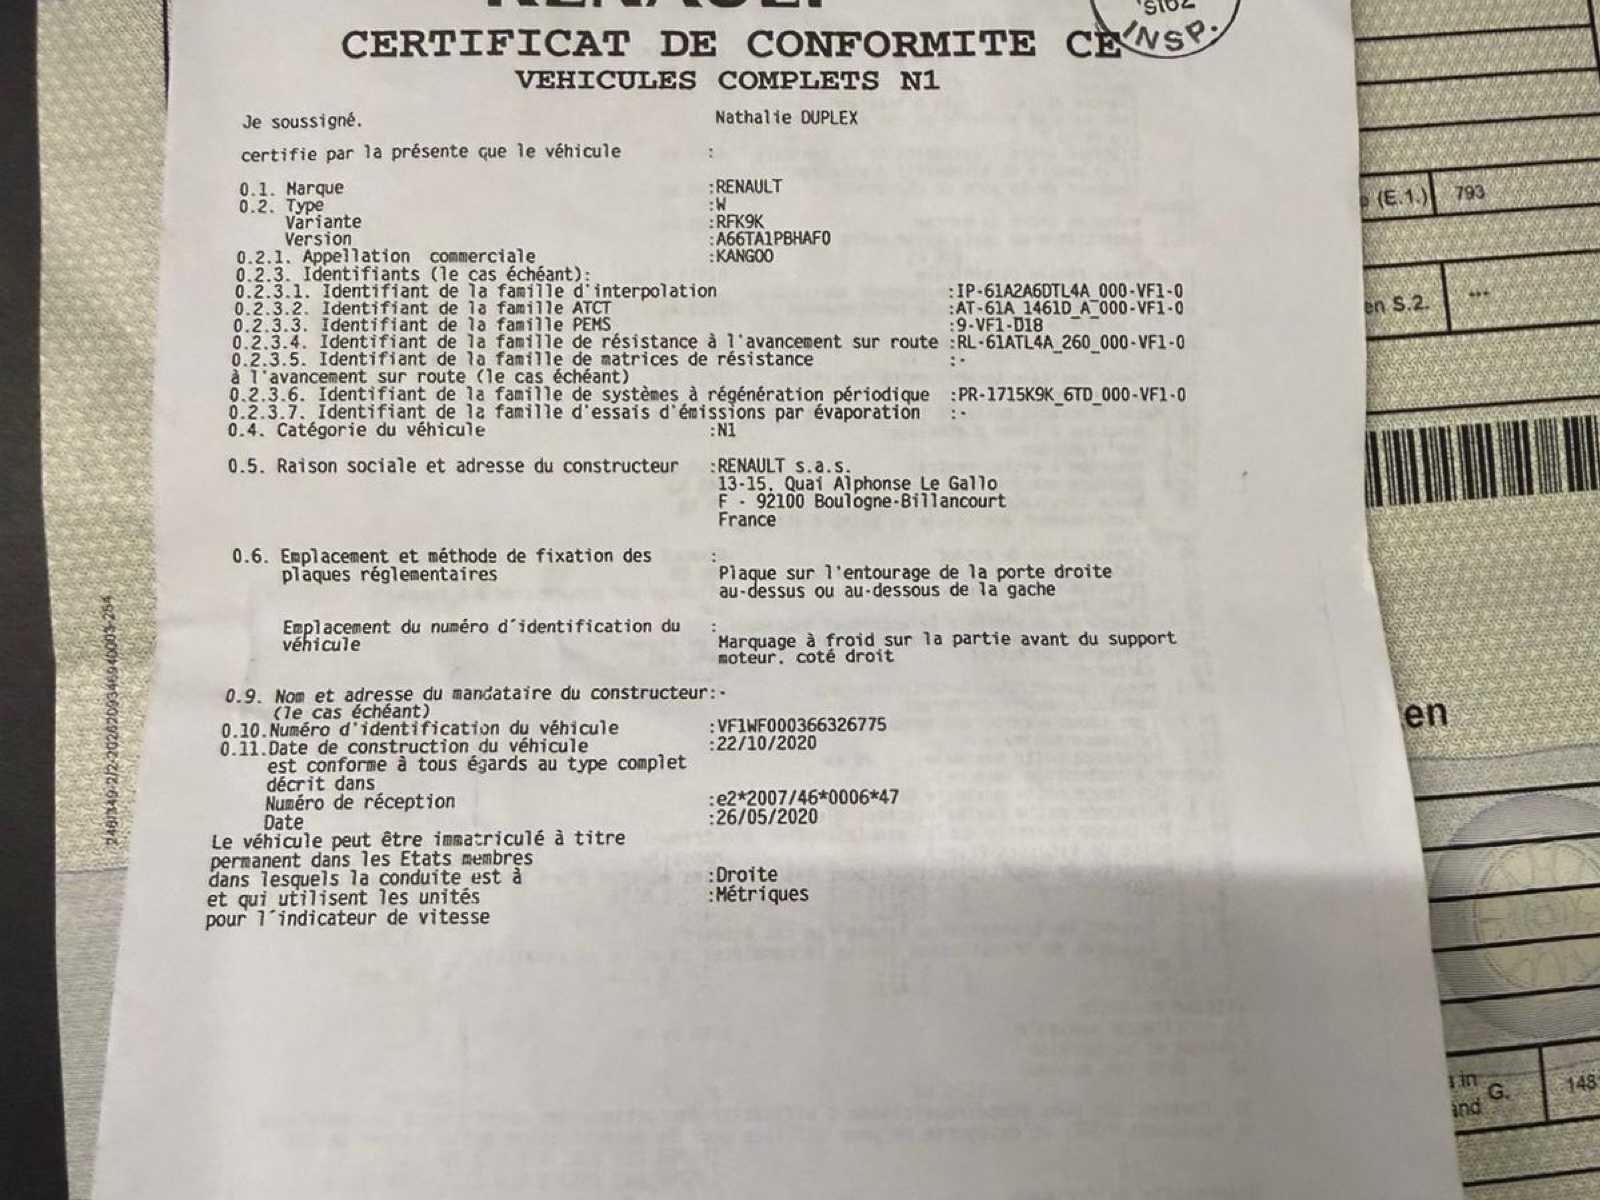 RENAULT
S102
INSP.
CERTIFICAT DE CONFORMITE CE
VEHICULES COMPLETS N1
Je soussigné. Nathalie DUPLEX
certifie par la présente que le véhicule :
0.1. Marque :RENAULT
0.2. Type :W
Variante :RFK9K
Version :A66TA1PBHAF0
0.2.1. Appellation commerciale :KANGOO
0.2.3. Identifiants (le cas échéant):
0.2.3.1. Identifiant de la famille d'interpolation :IP-61A2A6DTL4A_000-VF1-0
0.2.3.2. Identifiant de la famille ATCT :AT-61A_1461D_A_000-VF1-0
0.2.3.3. Identifiant de la famille PEMS :9-VF1-D18
0.2.3.4. Identifiant de la famille de résistance à l'avancement sur route :RL-61ATL4A_260_000-VF1-0
0.2.3.5. Identifiant de la famille de matrices de résistance :-
à l'avancement sur route (le cas échéant)
0.2.3.6. Identifiant de la famille de systèmes à régénération périodique :PR-1715K9K_6TD_000-VF1-0
0.2.3.7. Identifiant de la famille d'essais d'émissions par évaporation :-
0.4. Catégorie du véhicule :N1
0.5. Raison sociale et adresse du constructeur :RENAULT s.a.s.
13-15. Quai Alphonse Le Gallo
F - 92100 Boulogne-Billancourt
France
0.6. Emplacement et méthode de fixation des :
plaques réglementaires Plaque sur l'entourage de la porte droite
au-dessus ou au-dessous de la gache
Emplacement du numéro d'identification du :
véhicule Marquage à froid sur la partie avant du support
moteur. coté droit
0.9. Nom et adresse du mandataire du constructeur:-
(le cas échéant)
0.10.Numéro d'identification du véhicule :VF1WF000366326775
0.11.Date de construction du véhicule :22/10/2020
est conforme à tous égards au type complet
décrit dans
Numéro de réception :e2*2007/46*0006*47
Date :26/05/2020
Le véhicule peut être immatriculé à titre
permanent dans les Etats membres
dans lesquels la conduite est à :Droite
et qui utilisent les unités :Métriques
pour l'indicateur de vitesse
(E.1.) 793
en S.2. ---
en
in
and G. 148